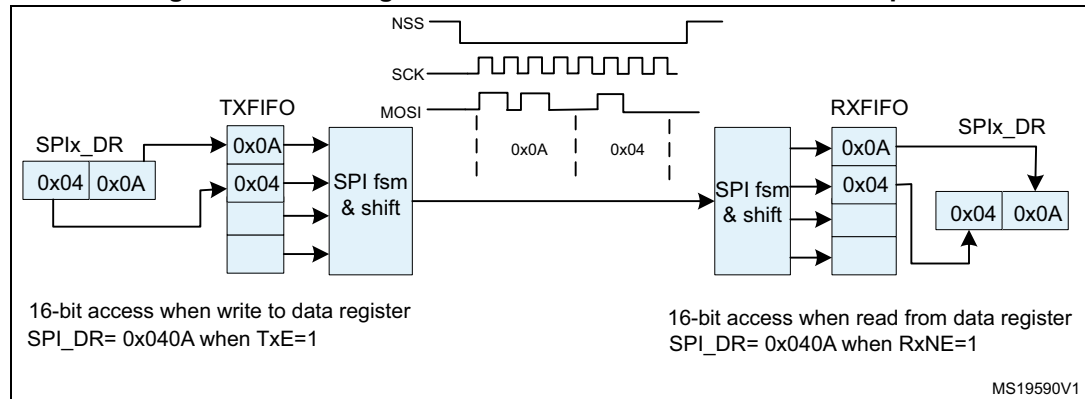 NSS
SCK
MOSI
TXFIFO
RXFIFO
SPIx_DR
SPIx_DR
0x0A
0x0A
0x04
0x0A
0x04 0x0A
0x04
SPI fsm
& shift
SPI fsm
& shift
0x04
0x04 0x0A
16-bit access when write to data register
SPI_DR= 0x040A when TxE=1
16-bit access when read from data register
SPI_DR= 0x040A when RxNE=1
MS19590V1